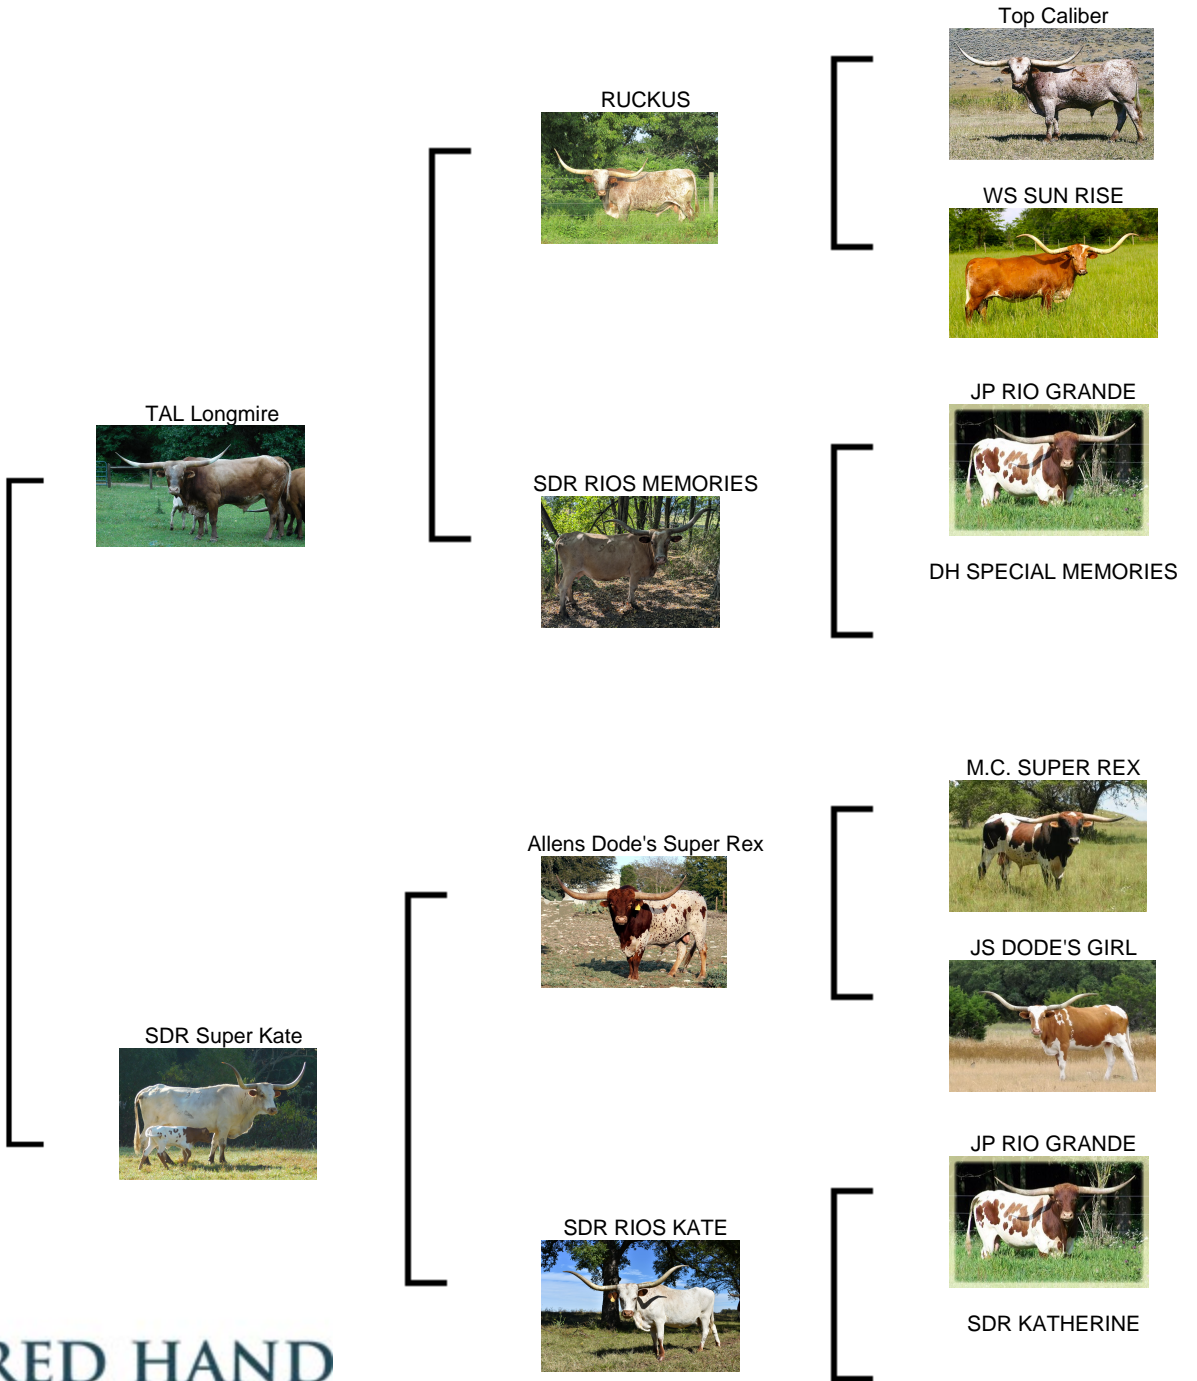 Top Caliber
RUCKUS
WS SUN RISE
JP RIO GRANDE
TAL Longmire
SDR RIOS MEMORIES
DH SPECIAL MEMORIES
M.C. SUPER REX
Allens Dode's Super Rex
JS DODE'S GIRL
SDR Super Kate
JP RIO GRANDE
SDR RIOS KATE
SDR KATHERINE
RED HAND